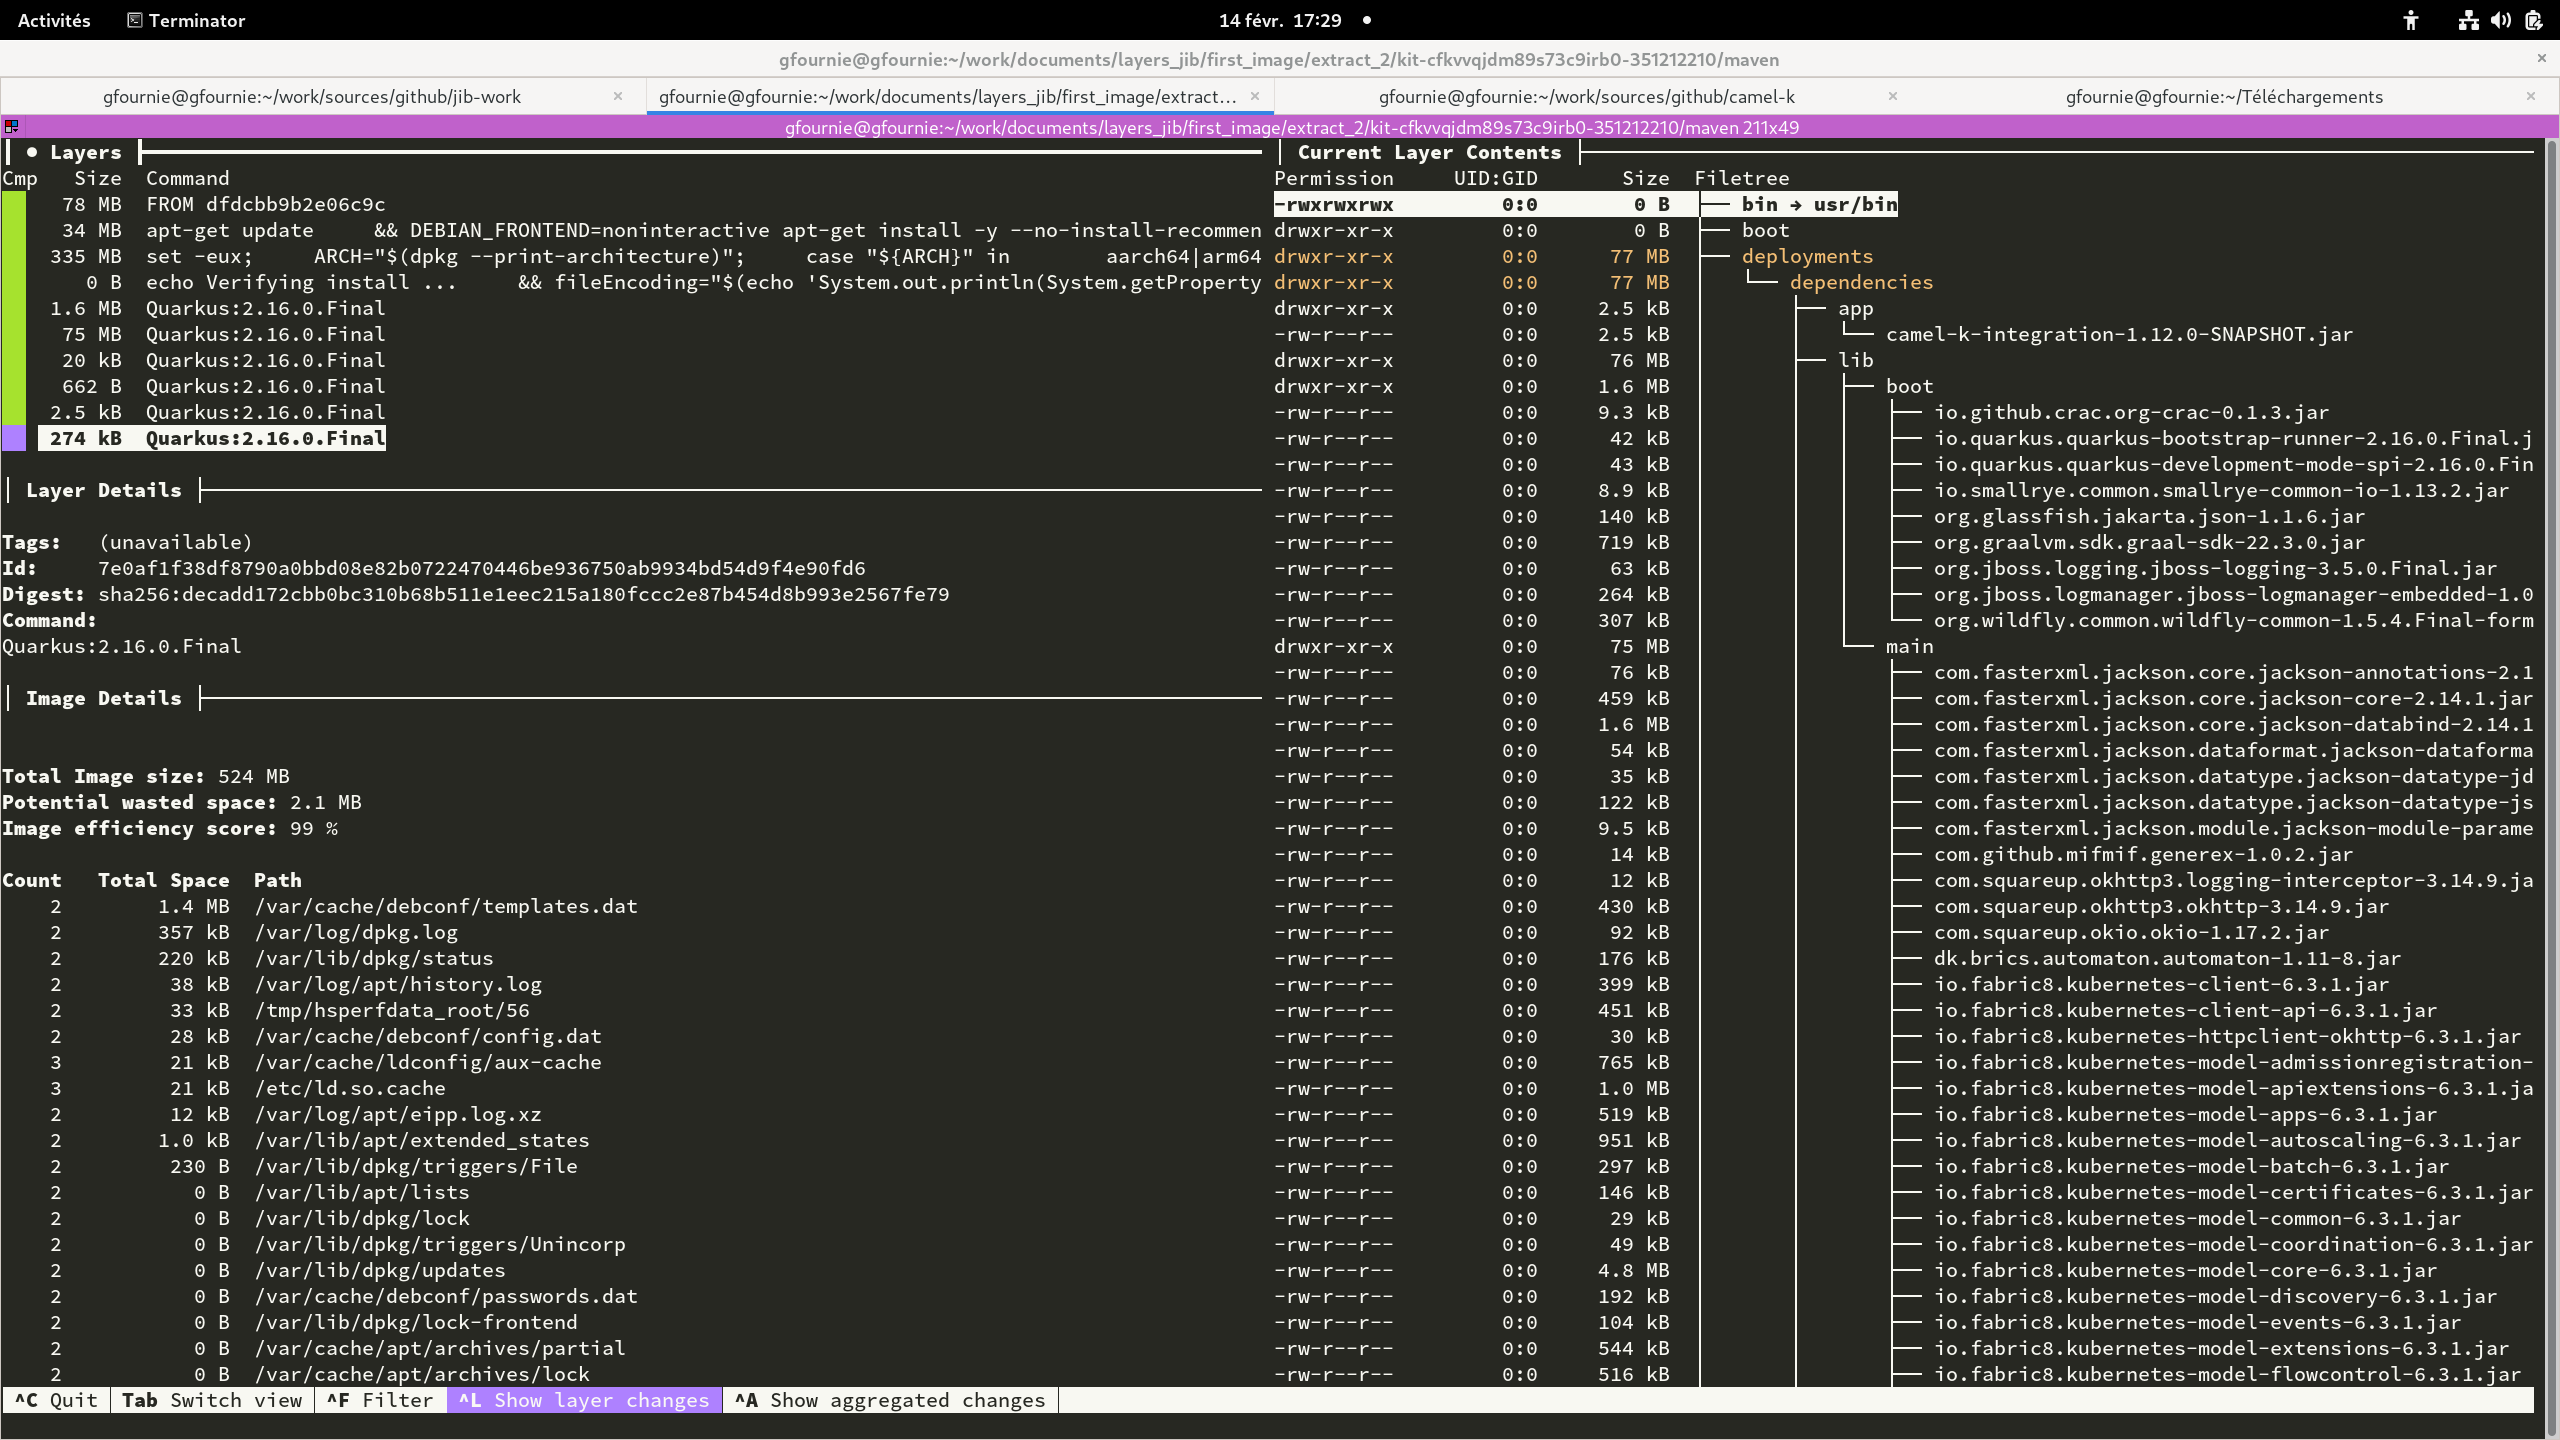 Activités Terminator 14 févr. 17:29
gfournie@gfournie:~/work/documents/layers_jib/first_image/extract_2/kit-cfkvvqjdm89s73c9irb0-351212210/maven ×
gfournie@gfournie:~/work/sources/github/jib-work × gfournie@gfournie:~/work/documents/layers_jib/first_image/extract... × gfournie@gfournie:~/work/sources/github/camel-k × gfournie@gfournie:~/Téléchargements ×
gfournie@gfournie:~/work/documents/layers_jib/first_image/extract_2/kit-cfkvvqjdm89s73c9irb0-351212210/maven 211x49
● Layers
Cmp Size Command
78 MB FROM dfdcbb9b2e06c9c
34 MB apt-get update && DEBIAN_FRONTEND=noninteractive apt-get install -y --no-install-recommen
335 MB set -eux; ARCH="$(dpkg --print-architecture)"; case "${ARCH}" in aarch64|arm64
0 B echo Verifying install ... && fileEncoding="$(echo 'System.out.println(System.getProperty
1.6 MB Quarkus:2.16.0.Final
75 MB Quarkus:2.16.0.Final
20 kB Quarkus:2.16.0.Final
662 B Quarkus:2.16.0.Final
2.5 kB Quarkus:2.16.0.Final
274 kB Quarkus:2.16.0.Final
Layer Details
Tags: (unavailable)
Id: 7e0af1f38df8790a0bbd08e82b0722470446be936750ab9934bd54d9f4e90fd6
Digest: sha256:decadd172cbb0bc310b68b511e1eec215a180fccc2e87b454d8b993e2567fe79
Command:
Quarkus:2.16.0.Final
Image Details
Total Image size: 524 MB
Potential wasted space: 2.1 MB
Image efficiency score: 99 %
Count Total Space Path
2 1.4 MB /var/cache/debconf/templates.dat
2 357 kB /var/log/dpkg.log
2 220 kB /var/lib/dpkg/status
2 38 kB /var/log/apt/history.log
2 33 kB /tmp/hsperfdata_root/56
2 28 kB /var/cache/debconf/config.dat
3 21 kB /var/cache/ldconfig/aux-cache
3 21 kB /etc/ld.so.cache
2 12 kB /var/log/apt/eipp.log.xz
2 1.0 kB /var/lib/apt/extended_states
2 230 B /var/lib/dpkg/triggers/File
2 0 B /var/lib/apt/lists
2 0 B /var/lib/dpkg/lock
2 0 B /var/lib/dpkg/triggers/Unincorp
2 0 B /var/lib/dpkg/updates
2 0 B /var/cache/debconf/passwords.dat
2 0 B /var/lib/dpkg/lock-frontend
2 0 B /var/cache/apt/archives/partial
2 0 B /var/cache/apt/archives/lock
Current Layer Contents
Permission UID:GID Size Filetree
-rwxrwxrwx 0:0 0 B ├── bin → usr/bin
drwxr-xr-x 0:0 0 B ├── boot
drwxr-xr-x 0:0 77 MB ├── deployments
drwxr-xr-x 0:0 77 MB │ └── dependencies
drwxr-xr-x 0:0 2.5 kB │ ├── app
-rw-r--r-- 0:0 2.5 kB │ │ └── camel-k-integration-1.12.0-SNAPSHOT.jar
drwxr-xr-x 0:0 76 MB │ ├── lib
drwxr-xr-x 0:0 1.6 MB │ │ ├── boot
-rw-r--r-- 0:0 9.3 kB │ │ │ ├── io.github.crac.org-crac-0.1.3.jar
-rw-r--r-- 0:0 42 kB │ │ │ ├── io.quarkus.quarkus-bootstrap-runner-2.16.0.Final.j
-rw-r--r-- 0:0 43 kB │ │ │ ├── io.quarkus.quarkus-development-mode-spi-2.16.0.Fin
-rw-r--r-- 0:0 8.9 kB │ │ │ ├── io.smallrye.common.smallrye-common-io-1.13.2.jar
-rw-r--r-- 0:0 140 kB │ │ │ ├── org.glassfish.jakarta.json-1.1.6.jar
-rw-r--r-- 0:0 719 kB │ │ │ ├── org.graalvm.sdk.graal-sdk-22.3.0.jar
-rw-r--r-- 0:0 63 kB │ │ │ ├── org.jboss.logging.jboss-logging-3.5.0.Final.jar
-rw-r--r-- 0:0 264 kB │ │ │ ├── org.jboss.logmanager.jboss-logmanager-embedded-1.0
-rw-r--r-- 0:0 307 kB │ │ │ └── org.wildfly.common.wildfly-common-1.5.4.Final-form
drwxr-xr-x 0:0 75 MB │ │ └── main
-rw-r--r-- 0:0 76 kB │ │ ├── com.fasterxml.jackson.core.jackson-annotations-2.1
-rw-r--r-- 0:0 459 kB │ │ ├── com.fasterxml.jackson.core.jackson-core-2.14.1.jar
-rw-r--r-- 0:0 1.6 MB │ │ ├── com.fasterxml.jackson.core.jackson-databind-2.14.1
-rw-r--r-- 0:0 54 kB │ │ ├── com.fasterxml.jackson.dataformat.jackson-dataforma
-rw-r--r-- 0:0 35 kB │ │ ├── com.fasterxml.jackson.datatype.jackson-datatype-jd
-rw-r--r-- 0:0 122 kB │ │ ├── com.fasterxml.jackson.datatype.jackson-datatype-js
-rw-r--r-- 0:0 9.5 kB │ │ ├── com.fasterxml.jackson.module.jackson-module-parame
-rw-r--r-- 0:0 14 kB │ │ ├── com.github.mifmif.generex-1.0.2.jar
-rw-r--r-- 0:0 12 kB │ │ ├── com.squareup.okhttp3.logging-interceptor-3.14.9.ja
-rw-r--r-- 0:0 430 kB │ │ ├── com.squareup.okhttp3.okhttp-3.14.9.jar
-rw-r--r-- 0:0 92 kB │ │ ├── com.squareup.okio.okio-1.17.2.jar
-rw-r--r-- 0:0 176 kB │ │ ├── dk.brics.automaton.automaton-1.11-8.jar
-rw-r--r-- 0:0 399 kB │ │ ├── io.fabric8.kubernetes-client-6.3.1.jar
-rw-r--r-- 0:0 451 kB │ │ ├── io.fabric8.kubernetes-client-api-6.3.1.jar
-rw-r--r-- 0:0 30 kB │ │ ├── io.fabric8.kubernetes-httpclient-okhttp-6.3.1.jar
-rw-r--r-- 0:0 765 kB │ │ ├── io.fabric8.kubernetes-model-admissionregistration-
-rw-r--r-- 0:0 1.0 MB │ │ ├── io.fabric8.kubernetes-model-apiextensions-6.3.1.ja
-rw-r--r-- 0:0 519 kB │ │ ├── io.fabric8.kubernetes-model-apps-6.3.1.jar
-rw-r--r-- 0:0 951 kB │ │ ├── io.fabric8.kubernetes-model-autoscaling-6.3.1.jar
-rw-r--r-- 0:0 297 kB │ │ ├── io.fabric8.kubernetes-model-batch-6.3.1.jar
-rw-r--r-- 0:0 146 kB │ │ ├── io.fabric8.kubernetes-model-certificates-6.3.1.jar
-rw-r--r-- 0:0 29 kB │ │ ├── io.fabric8.kubernetes-model-common-6.3.1.jar
-rw-r--r-- 0:0 49 kB │ │ ├── io.fabric8.kubernetes-model-coordination-6.3.1.jar
-rw-r--r-- 0:0 4.8 MB │ │ ├── io.fabric8.kubernetes-model-core-6.3.1.jar
-rw-r--r-- 0:0 192 kB │ │ ├── io.fabric8.kubernetes-model-discovery-6.3.1.jar
-rw-r--r-- 0:0 104 kB │ │ ├── io.fabric8.kubernetes-model-events-6.3.1.jar
-rw-r--r-- 0:0 544 kB │ │ ├── io.fabric8.kubernetes-model-extensions-6.3.1.jar
-rw-r--r-- 0:0 516 kB │ │ ├── io.fabric8.kubernetes-model-flowcontrol-6.3.1.jar
^C Quit Tab Switch view ^F Filter ^L Show layer changes ^A Show aggregated changes